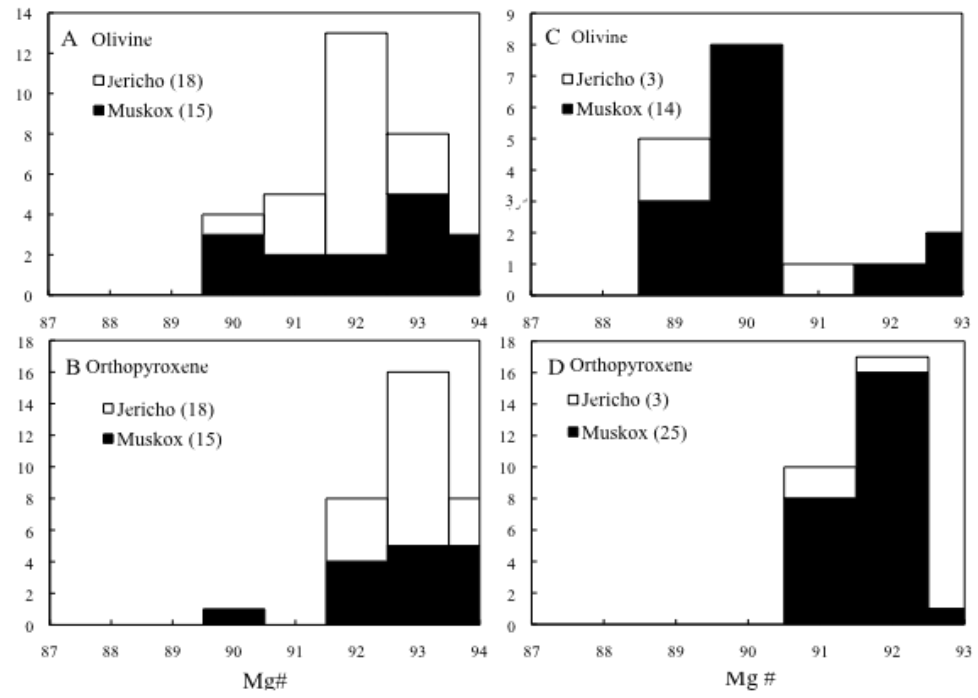 A Olivine
Jericho (18)
Muskox (15)
14
12
10
8
6
4
2
0
87 88 89 90 91 92 93 94
C Olivine
Jericho (3)
Muskox (14)
9
8
7
6
5
4
3
2
1
0
87 88 89 90 91 92 93
B Orthopyroxene
Jericho (18)
Muskox (15)
18
16
14
12
10
8
6
4
2
0
87 88 89 90 91 92 93 94
Mg#
D Orthopyroxene
Jericho (3)
Muskox (25)
18
16
14
12
10
8
6
4
2
0
87 88 89 90 91 92 93
Mg #